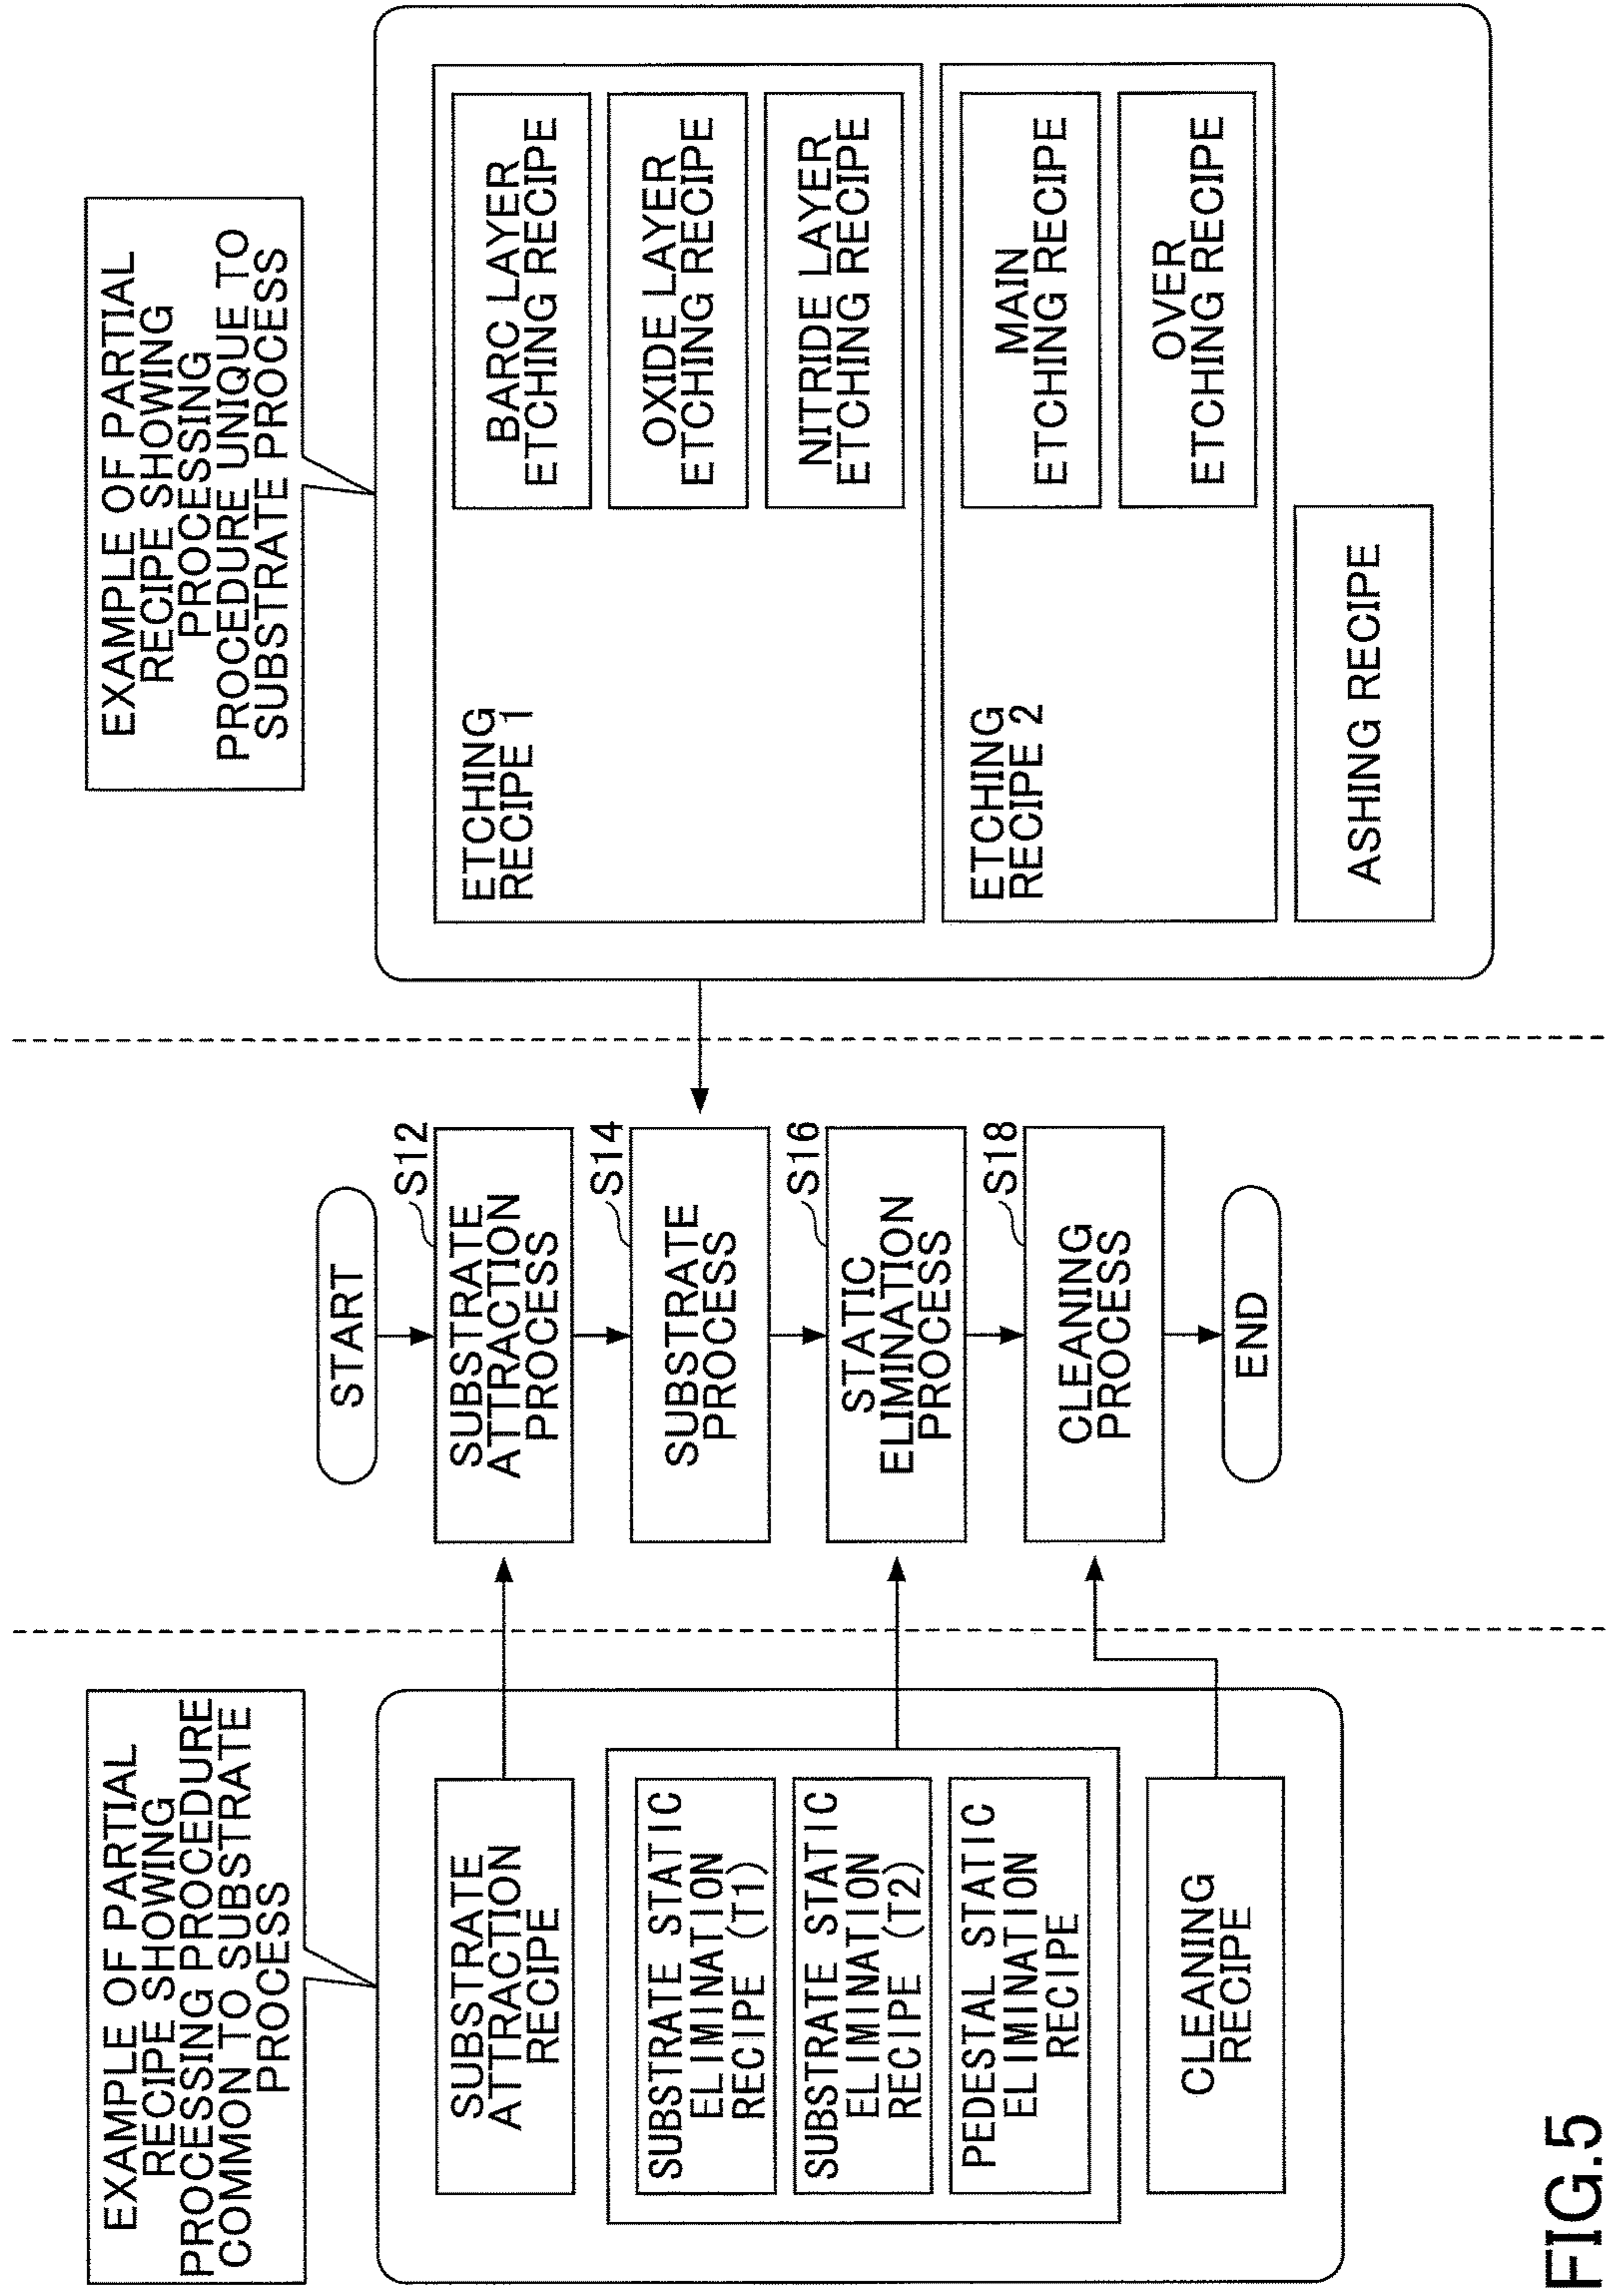 EXAMPLE OF PARTIAL
RECIPE SHOWING
PROCESSING PROCEDURE
COMMON TO SUBSTRATE
PROCESS
SUBSTRATE
ATTRACTION
RECIPE
SUBSTRATE STATIC
ELIMINATION
RECIPE (T1)
SUBSTRATE STATIC
ELIMINATION
RECIPE (T2)
PEDESTAL STATIC
ELIMINATION
RECIPE
CLEANING
RECIPE
START
S12
SUBSTRATE
ATTRACTION
PROCESS
S14
SUBSTRATE
PROCESS
S16
STATIC
ELIMINATION
PROCESS
S18
CLEANING
PROCESS
END
EXAMPLE OF PARTIAL
RECIPE SHOWING
PROCESSING
PROCEDURE UNIQUE TO
SUBSTRATE PROCESS
ETCHING
RECIPE 1
BARC LAYER
ETCHING RECIPE
OXIDE LAYER
ETCHING RECIPE
NITRIDE LAYER
ETCHING RECIPE
ETCHING
RECIPE 2
MAIN
ETCHING RECIPE
OVER
ETCHING RECIPE
ASHING RECIPE
FIG.5